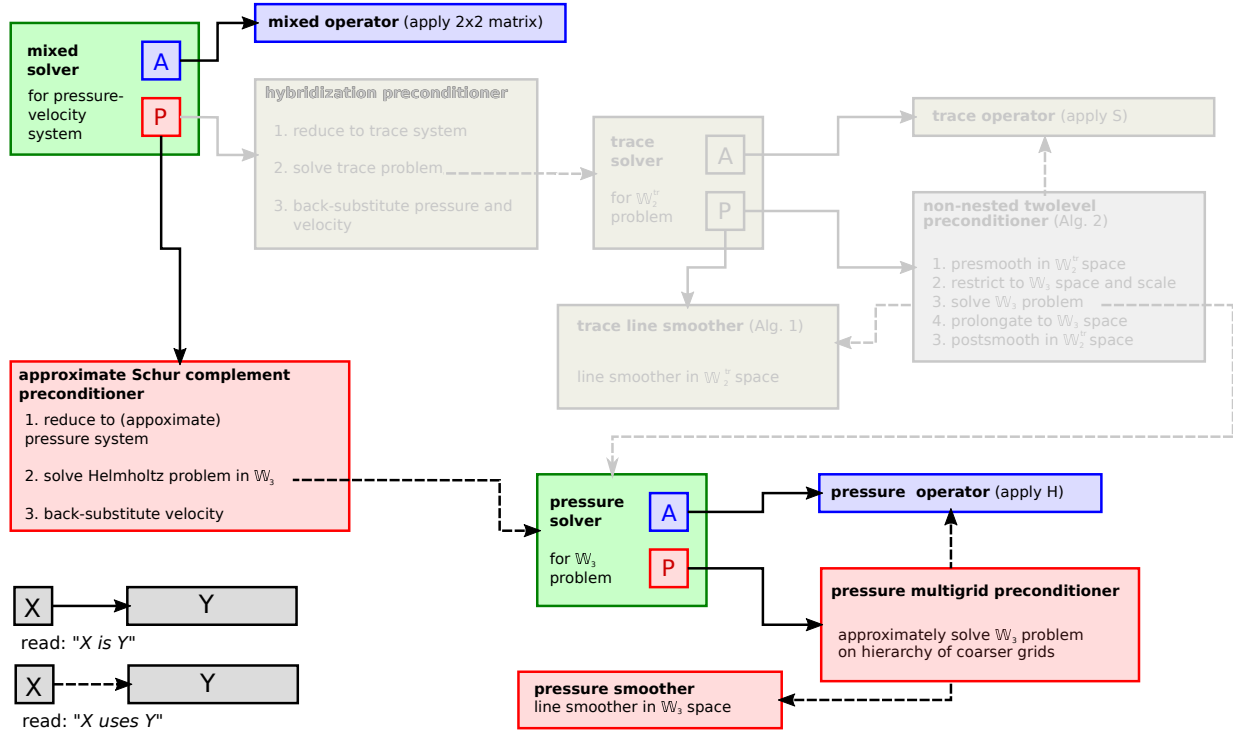 mixed operator (apply 2x2 matrix)
mixed
solver
for pressure-
velocity
system
A
P
hybridization preconditioner
1. reduce to trace system
2. solve trace problem
3. back-substitute pressure and
velocity
trace
solver
for 𝕎₂ᵗʳ
problem
A
P
trace operator (apply S)
non-nested twolevel
preconditioner (Alg. 2)
1. presmooth in 𝕎₂ᵗʳ space
2. restrict to 𝕎₃ space and scale
3. solve 𝕎₃ problem
4. prolongate to 𝕎₃ space
3. postsmooth in 𝕎₂ᵗʳ space
trace line smoother (Alg. 1)
line smoother in 𝕎₂ᵗʳ space
approximate Schur complement
preconditioner
1. reduce to (appoximate)
pressure system
2. solve Helmholtz problem in 𝕎₃
3. back-substitute velocity
pressure
solver
for 𝕎₃
problem
A
P
pressure operator (apply H)
pressure multigrid preconditioner
approximately solve 𝕎₃ problem
on hierarchy of coarser grids
pressure smoother
line smoother in 𝕎₃ space
X
Y
read: "X is Y"
X
Y
read: "X uses Y"